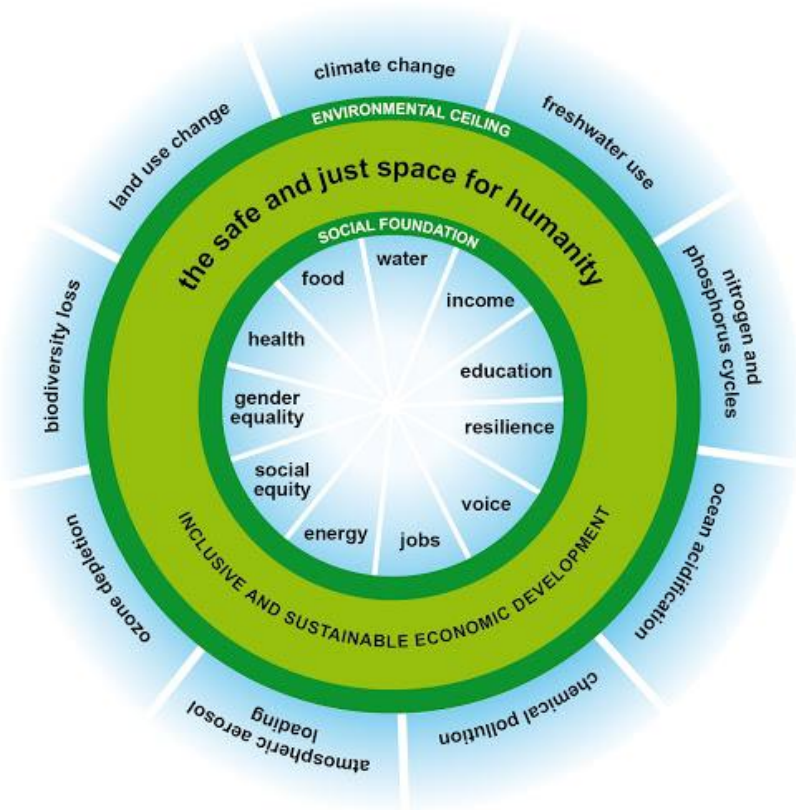 climate change
freshwater use
nitrogen and
phosphorus cycles
ocean acidification
chemical pollution
atmospheric aerosol
loading
ozone depletion
biodiversity loss
land use change
ENVIRONMENTAL CEILING
the safe and just space for humanity
SOCIAL FOUNDATION
water
income
education
resilience
voice
jobs
energy
social
equity
gender
equality
health
food
INCLUSIVE AND SUSTAINABLE ECONOMIC DEVELOPMENT